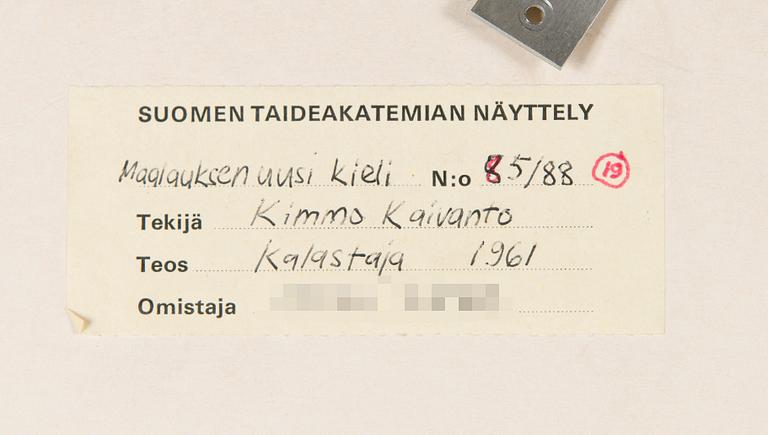 SUOMEN TAIDEAKATEMIAN NÄYTTELY
Maalauksen uusi kieli N:o 85/88 19
Tekijä Kimmo Kaivanto
Teos Kalastaja 1961
Omistaja